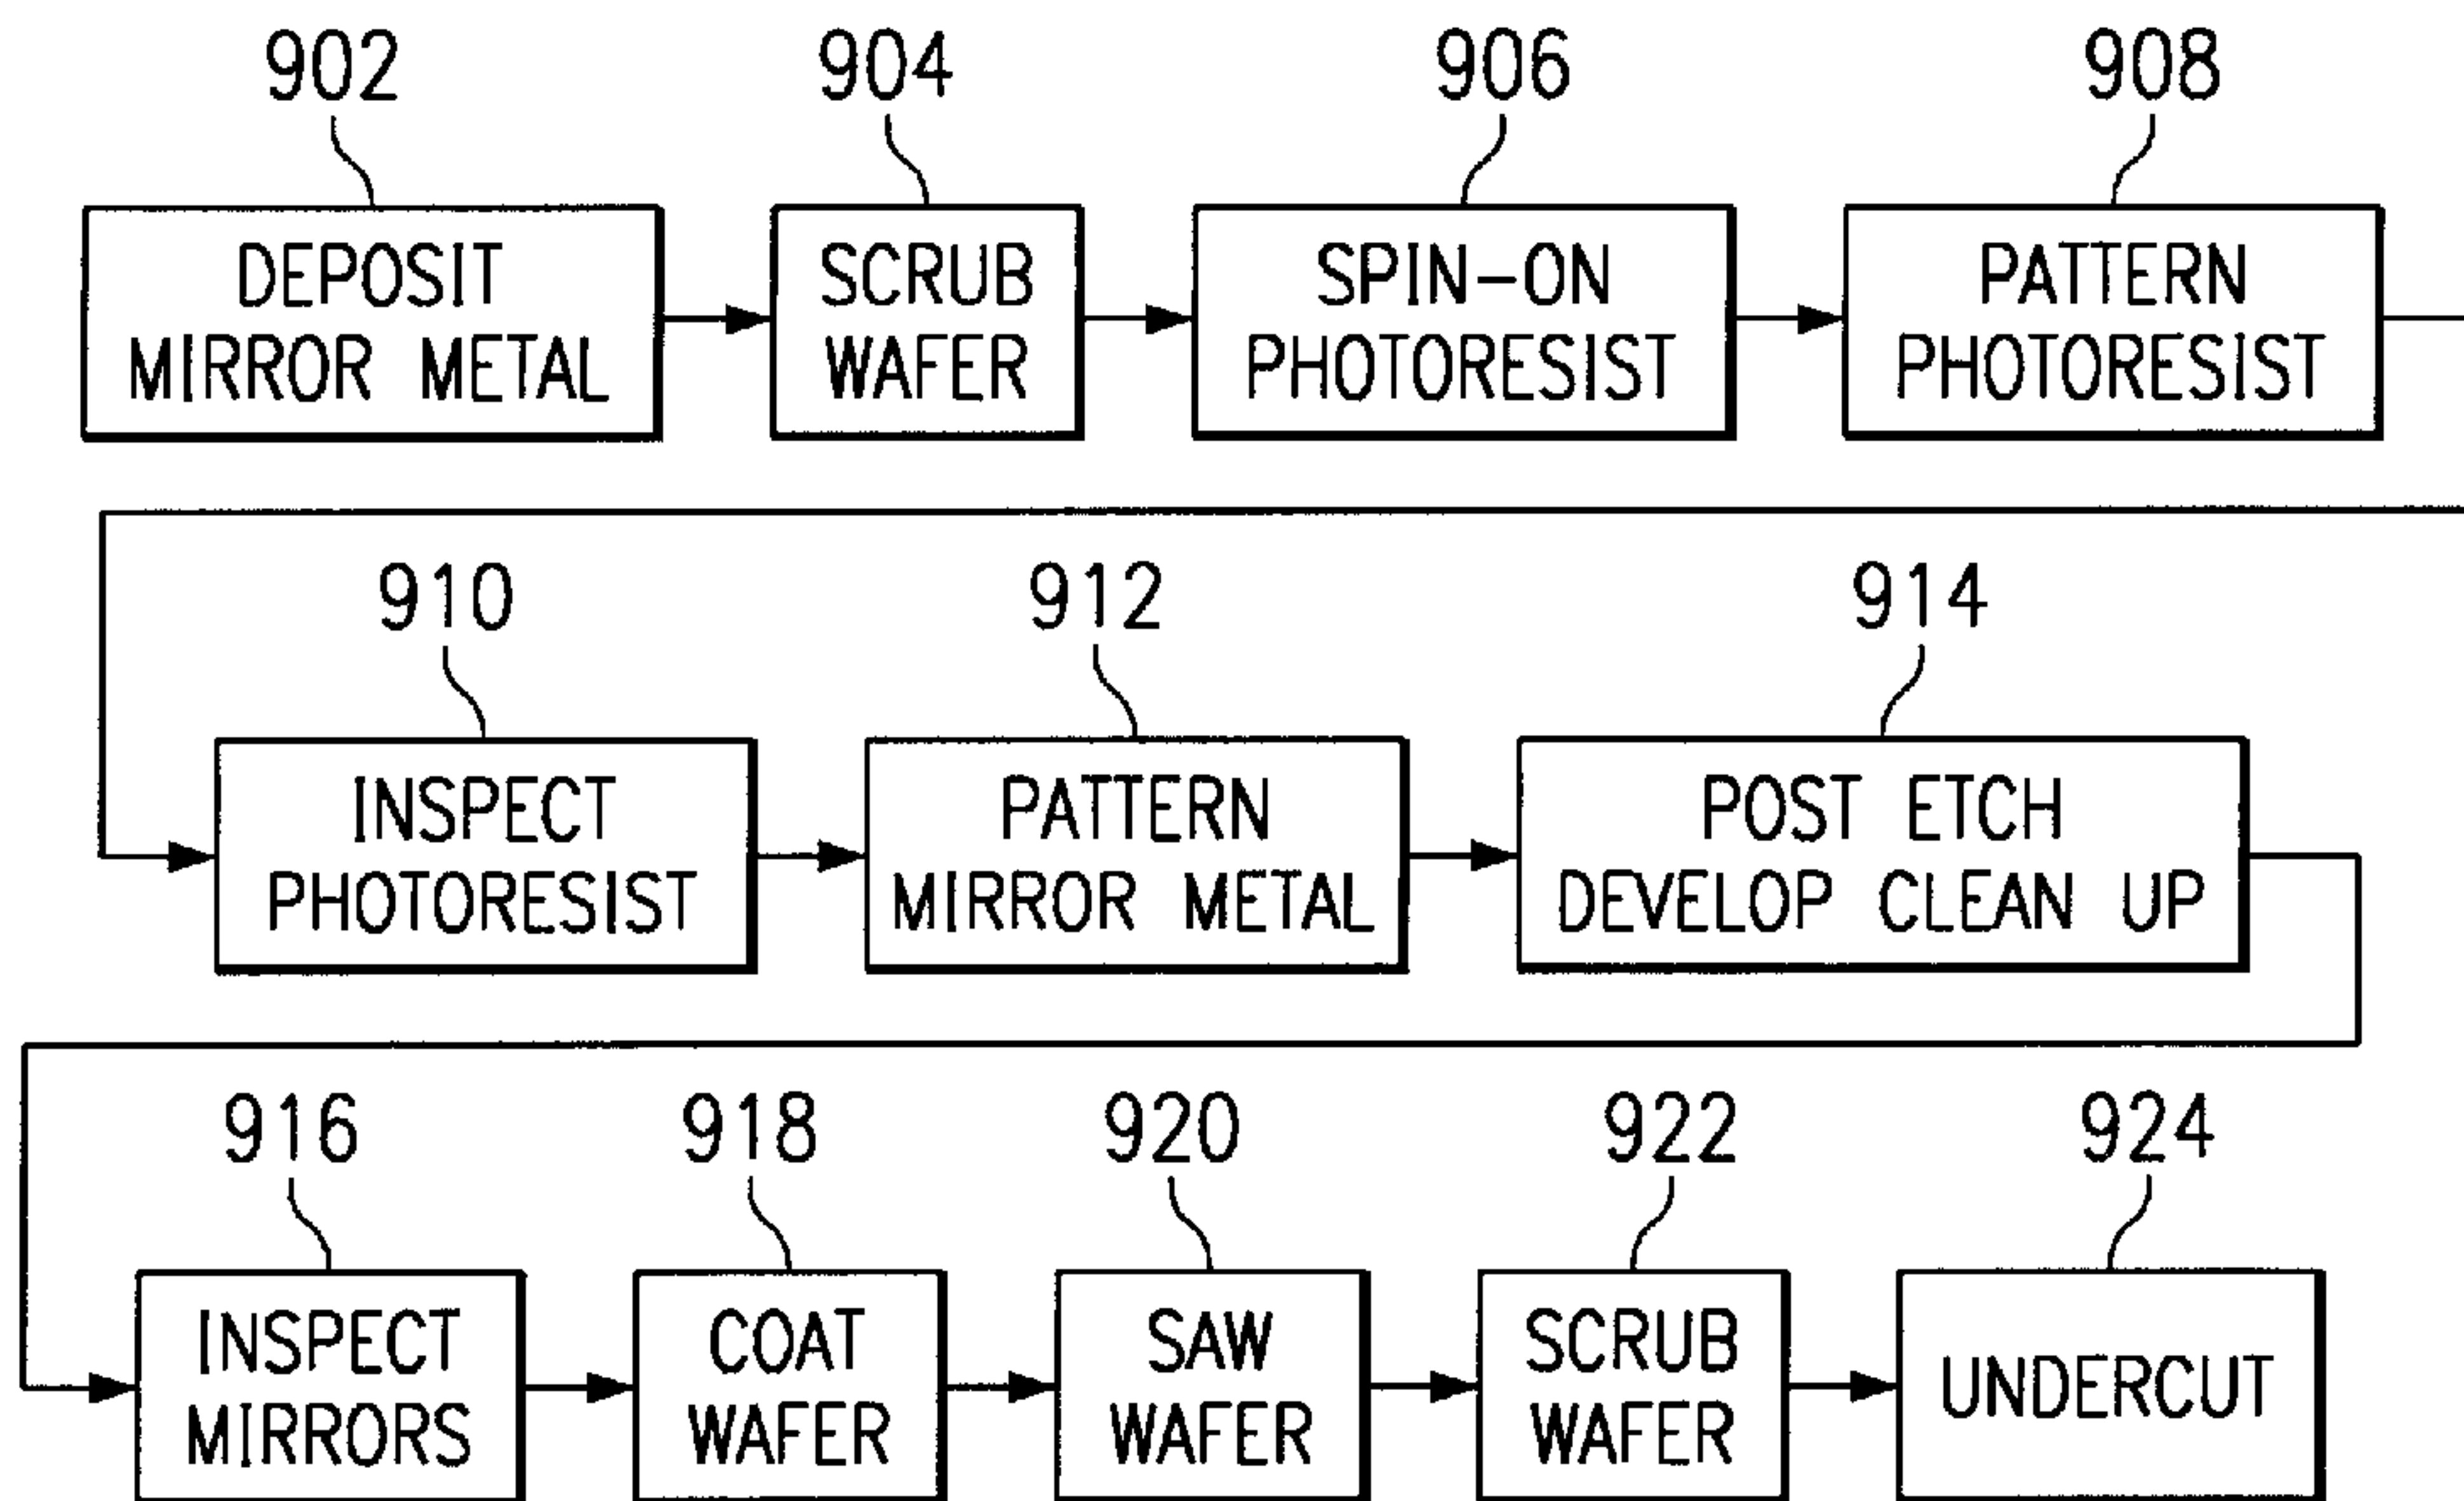 902 904 906 908
DEPOSIT
MIRROR METAL
SCRUB
WAFER
SPIN-ON
PHOTORESIST
PATTERN
PHOTORESIST
910 912 914
INSPECT
PHOTORESIST
PATTERN
MIRROR METAL
POST ETCH
DEVELOP CLEAN UP
916 918 920 922 924
INSPECT
MIRRORS
COAT
WAFER
SAW
WAFER
SCRUB
WAFER
UNDERCUT